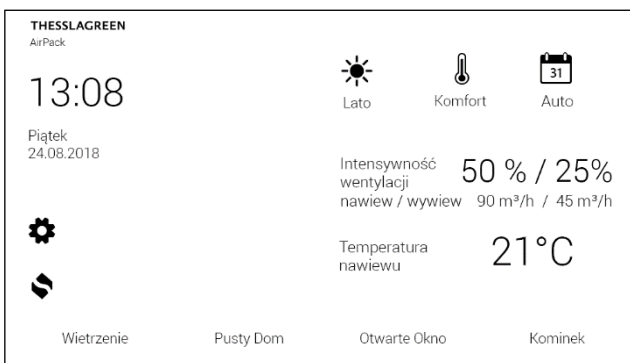 THESSLAGREEN
AirPack
13:08
Piątek
24.08.2018
31
Lato
Komfort
Auto
Intensywność
wentylacji
nawiew / wywiew
50 % / 25%
90 m³/h / 45 m³/h
Temperatura
nawiewu
21°C
Wietrzenie
Pusty Dom
Otwarte Okno
Kominek